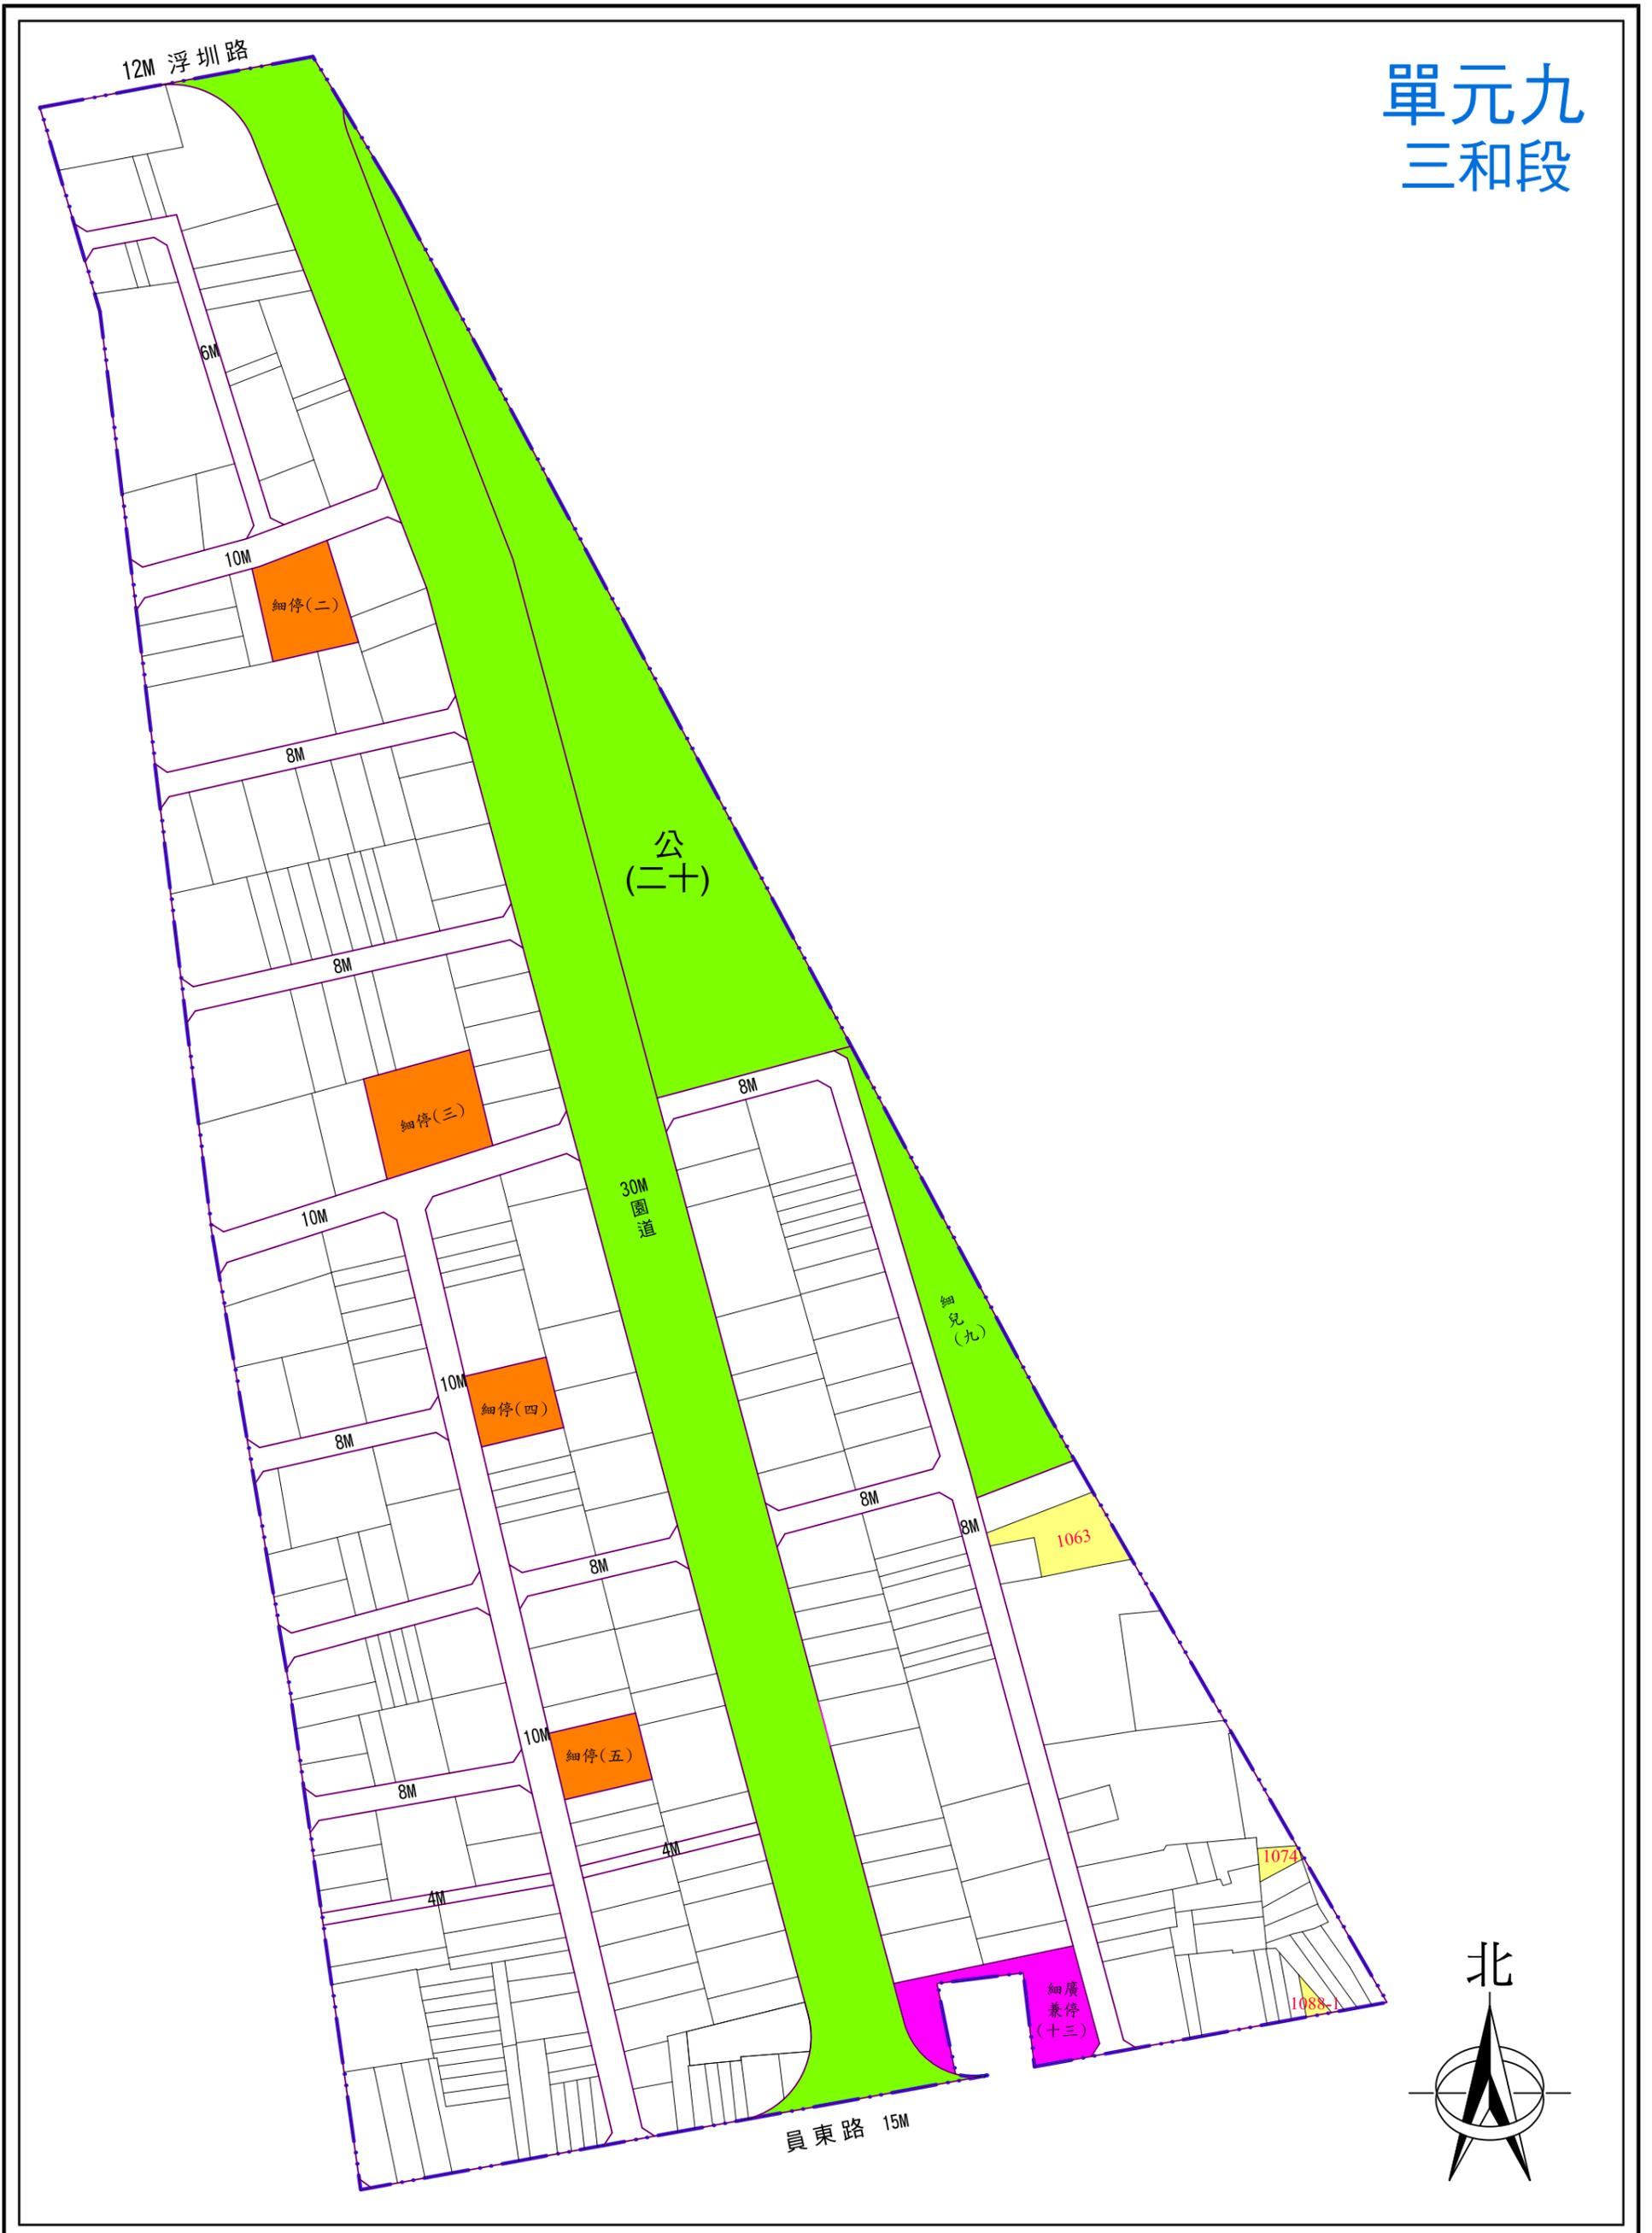 12M 浮圳路
單元九
三和段
6M
10M
細停(二)
8M
公
(二十)
8M
8M
細停(三)
30M
園
道
10M
細
兒
(九)
10M
細停(四)
8M
8M
8M
1063
8M
10M
細停(五)
8M
4M
1074
4M
北
細廣
兼停
(十三)
1088-1
員東路 15M